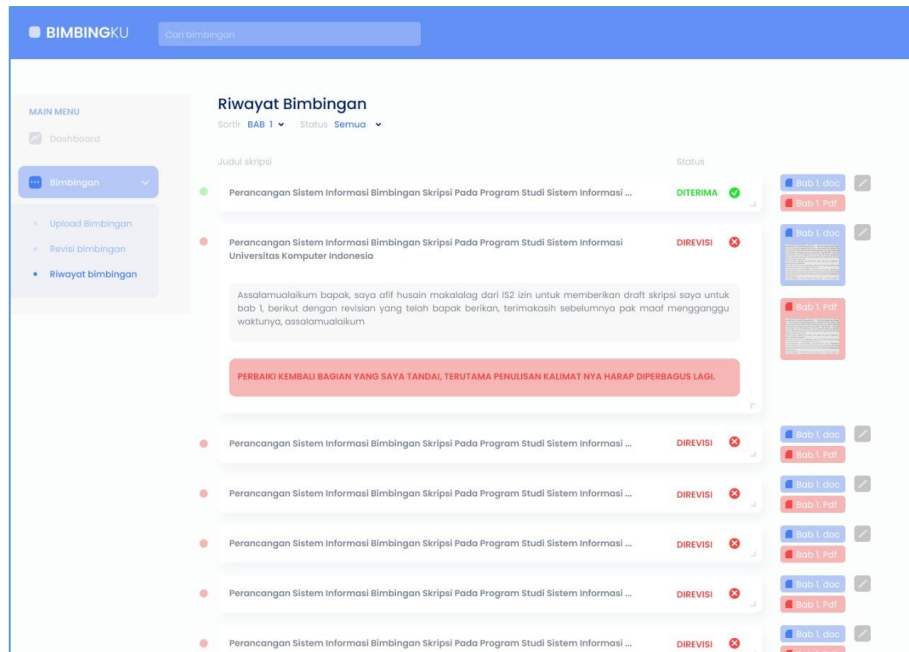 BIMBINGKU
Cari bimbingan
MAIN MENU
Dashboard
Bimbingan
Upload Bimbingan
Revisi bimbingan
Riwayat bimbingan
Riwayat Bimbingan
Sortir BAB 1 Status Semua
Judul skripsi Status
Perancangan Sistem Informasi Bimbingan Skripsi Pada Program Studi Sistem Informasi ... DITERIMA
Bab 1. doc
Bab 1. Pdf
Perancangan Sistem Informasi Bimbingan Skripsi Pada Program Studi Sistem Informasi DIREVISI
Universitas Komputer Indonesia
Bab 1. doc
Assalamualaikum bapak, saya afif husain makalalag dari IS2 izin untuk memberikan draft skripsi saya untuk
bab 1, berikut dengan revisian yang telah bapak berikan, terimakasih sebelumnya pak maaf mengganggu
waktunya, assalamualaikum
Bab 1. Pdf
PERBAIKI KEMBALI BAGIAN YANG SAYA TANDAI, TERUTAMA PENULISAN KALIMAT NYA HARAP DIPERBAGUS LAGI.
Perancangan Sistem Informasi Bimbingan Skripsi Pada Program Studi Sistem Informasi ... DIREVISI
Bab 1. doc
Bab 1. Pdf
Perancangan Sistem Informasi Bimbingan Skripsi Pada Program Studi Sistem Informasi ... DIREVISI
Bab 1. doc
Bab 1. Pdf
Perancangan Sistem Informasi Bimbingan Skripsi Pada Program Studi Sistem Informasi ... DIREVISI
Bab 1. doc
Bab 1. Pdf
Perancangan Sistem Informasi Bimbingan Skripsi Pada Program Studi Sistem Informasi ... DIREVISI
Bab 1. doc
Bab 1. Pdf
Perancangan Sistem Informasi Bimbingan Skripsi Pada Program Studi Sistem Informasi ... DIREVISI
Bab 1. doc